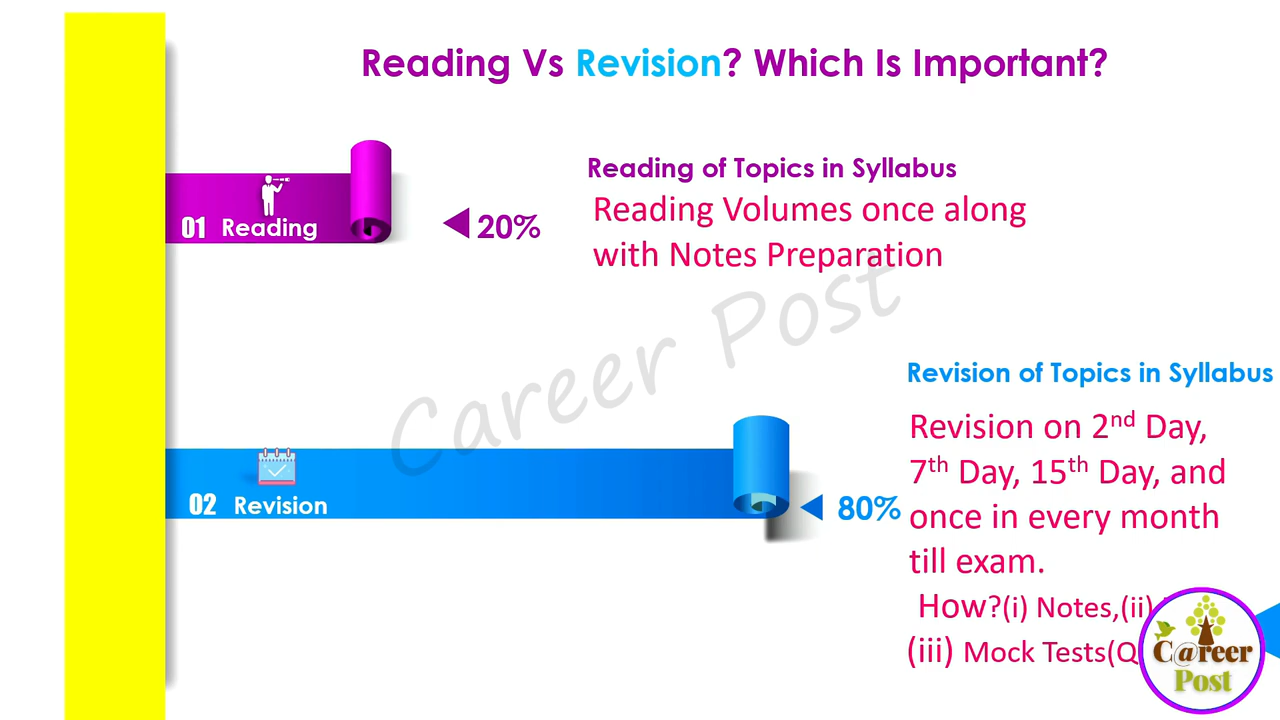 Reading Vs Revision? Which Is Important?
Reading of Topics in Syllabus
Reading Volumes once along
with Notes Preparation
01 Reading
20%
Career Post
Revision of Topics in Syllabus
Revision on 2nd Day,
7th Day, 15th Day, and
once in every month
till exam.
02 Revision
80%
How?(i) Notes,(ii)
(iii) Mock Tests(Q
C@reer
Post